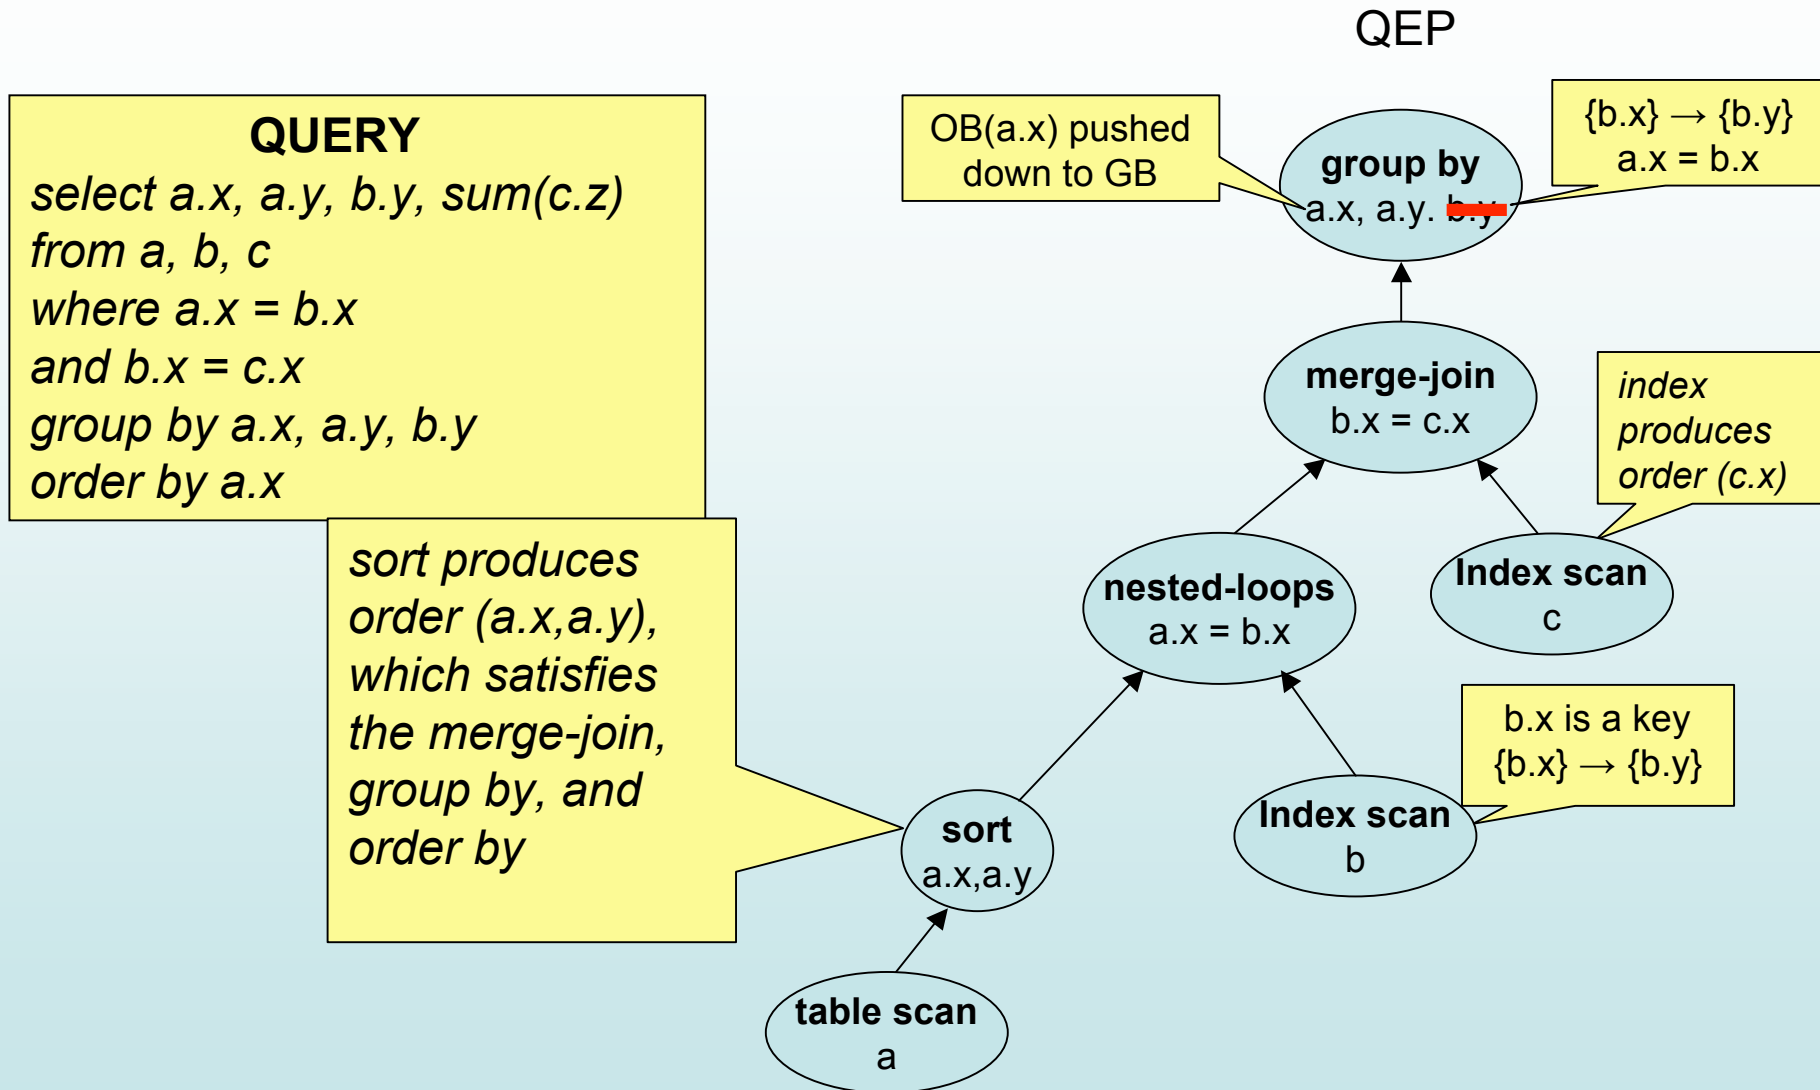 QEP
QUERY
select a.x, a.y, b.y, sum(c.z)
from a, b, c
where a.x = b.x
and b.x = c.x
group by a.x, a.y, b.y
order by a.x
OB(a.x) pushed
down to GB
group by
a.x, a.y. b.y
{b.x} → {b.y}
a.x = b.x
merge-join
b.x = c.x
index
produces
order (c.x)
sort produces
order (a.x,a.y),
which satisfies
the merge-join,
group by, and
order by
nested-loops
a.x = b.x
Index scan
c
b.x is a key
{b.x} → {b.y}
sort
a.x,a.y
Index scan
b
table scan
a